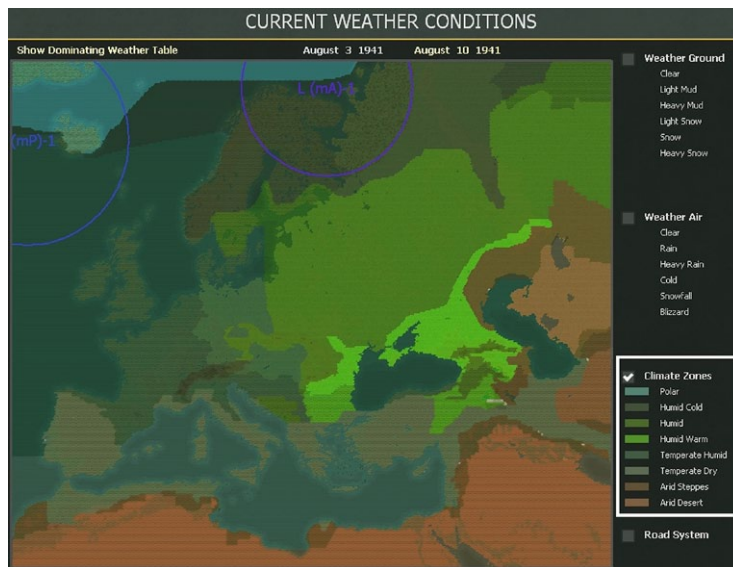 CURRENT WEATHER CONDITIONS
Show Dominating Weather Table
August 3 1941
August 10 1941
L (mA)-
(mP)-1
Weather Ground
Clear
Light Mud
Heavy Mud
Light Snow
Snow
Heavy Snow
Weather Air
Clear
Rain
Heavy Rain
Cold
Snowfall
Blizzard
Climate Zones
Polar
Humid Cold
Humid
Humid Warm
Temperate Humid
Temperate Dry
Arid Steppes
Arid Desert
Road System